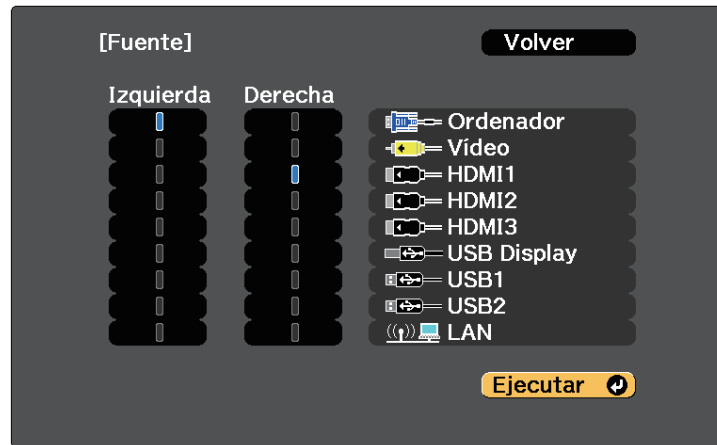 [Fuente]
Volver
Izquierda
Derecha
Ordenador
Vídeo
HDMI1
HDMI2
HDMI3
USB Display
USB1
USB2
LAN
Ejecutar